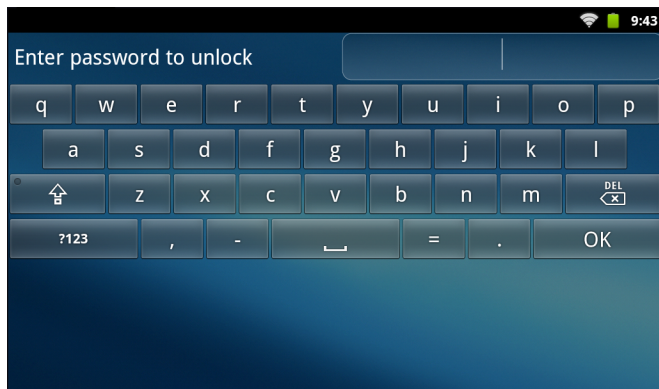 9:43
Enter password to unlock
q w e r t y u i o p
a s d f g h j k l
z x c v b n m DEL
?123 , - = . OK